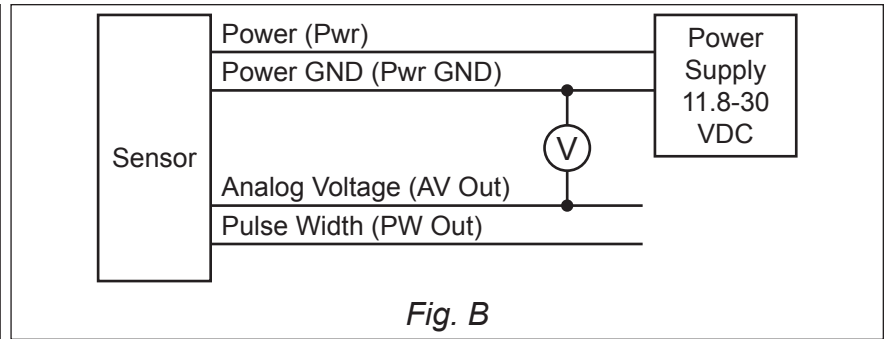 Power (Pwr)
Power GND (Pwr GND)
Power
Supply
11.8-30
VDC
Sensor
V
Analog Voltage (AV Out)
Pulse Width (PW Out)
Fig. B